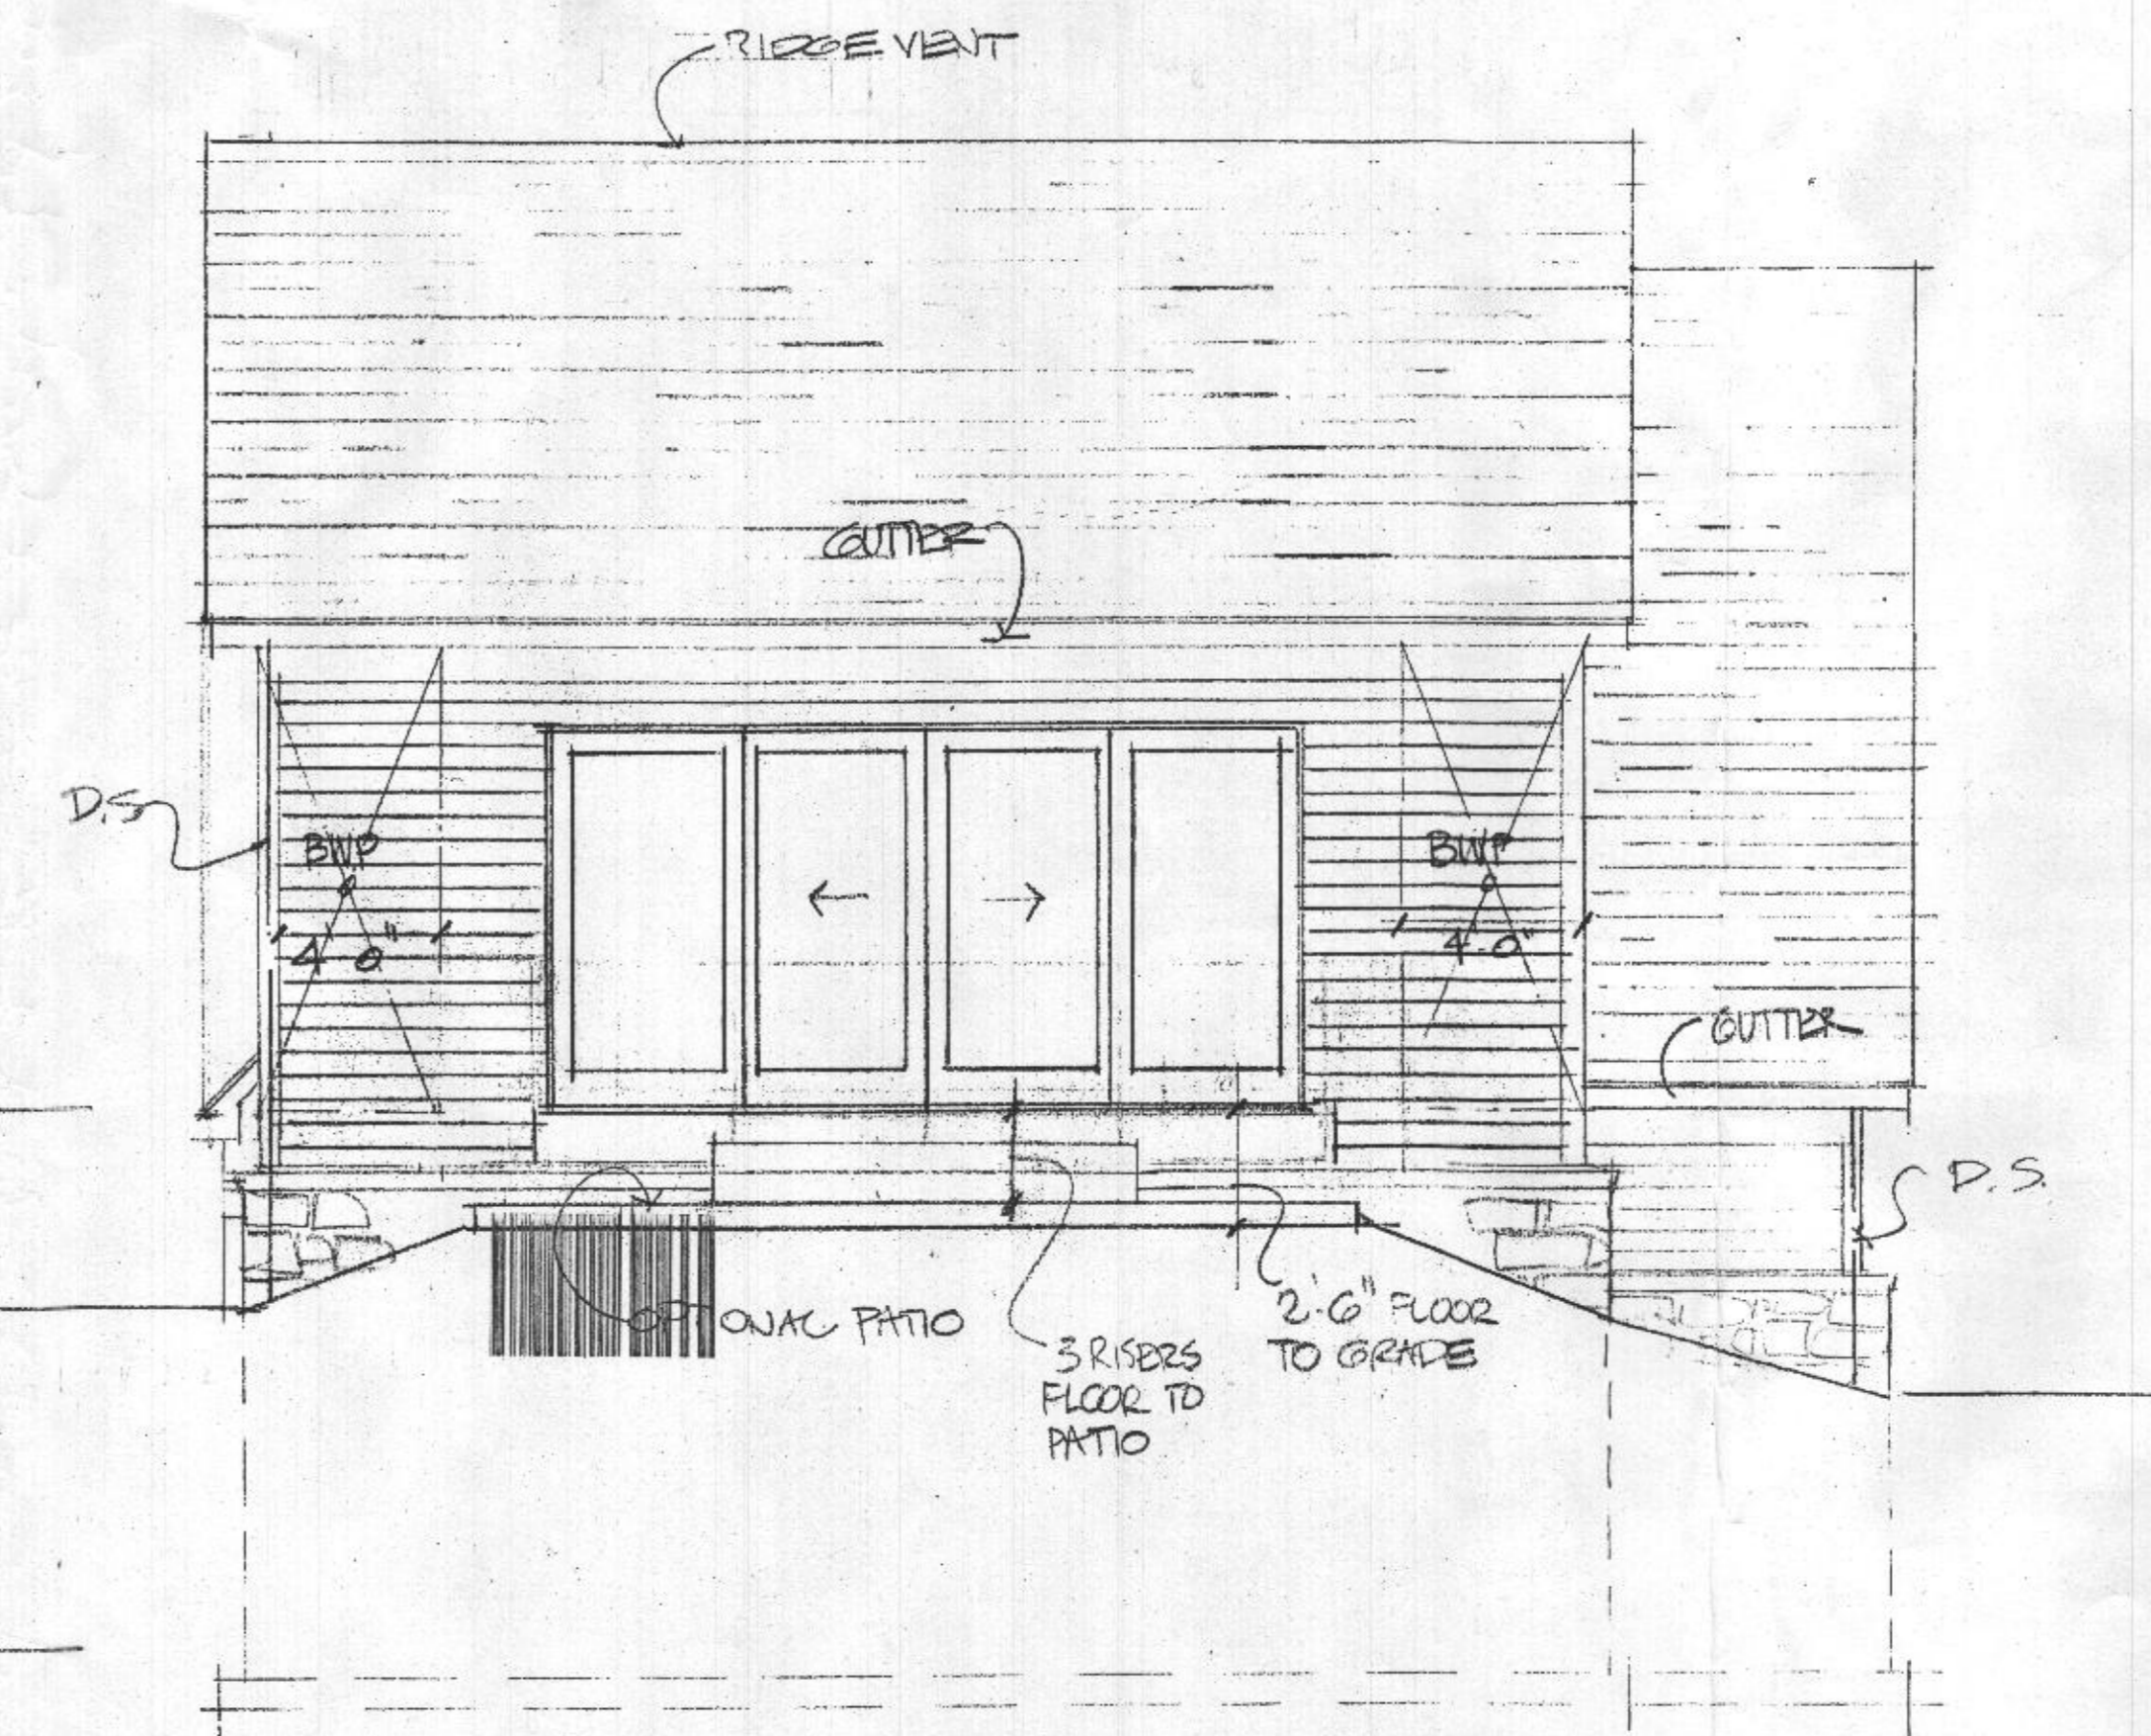 RIDGE VENT
GUTTER
D.S.
BWP
4'0"
BWP
4'-0"
GUTTER
D.S.
OPTIONAL PATIO
3 RISERS
FLOOR TO
PATIO
2'-6" FLOOR
TO GRADE